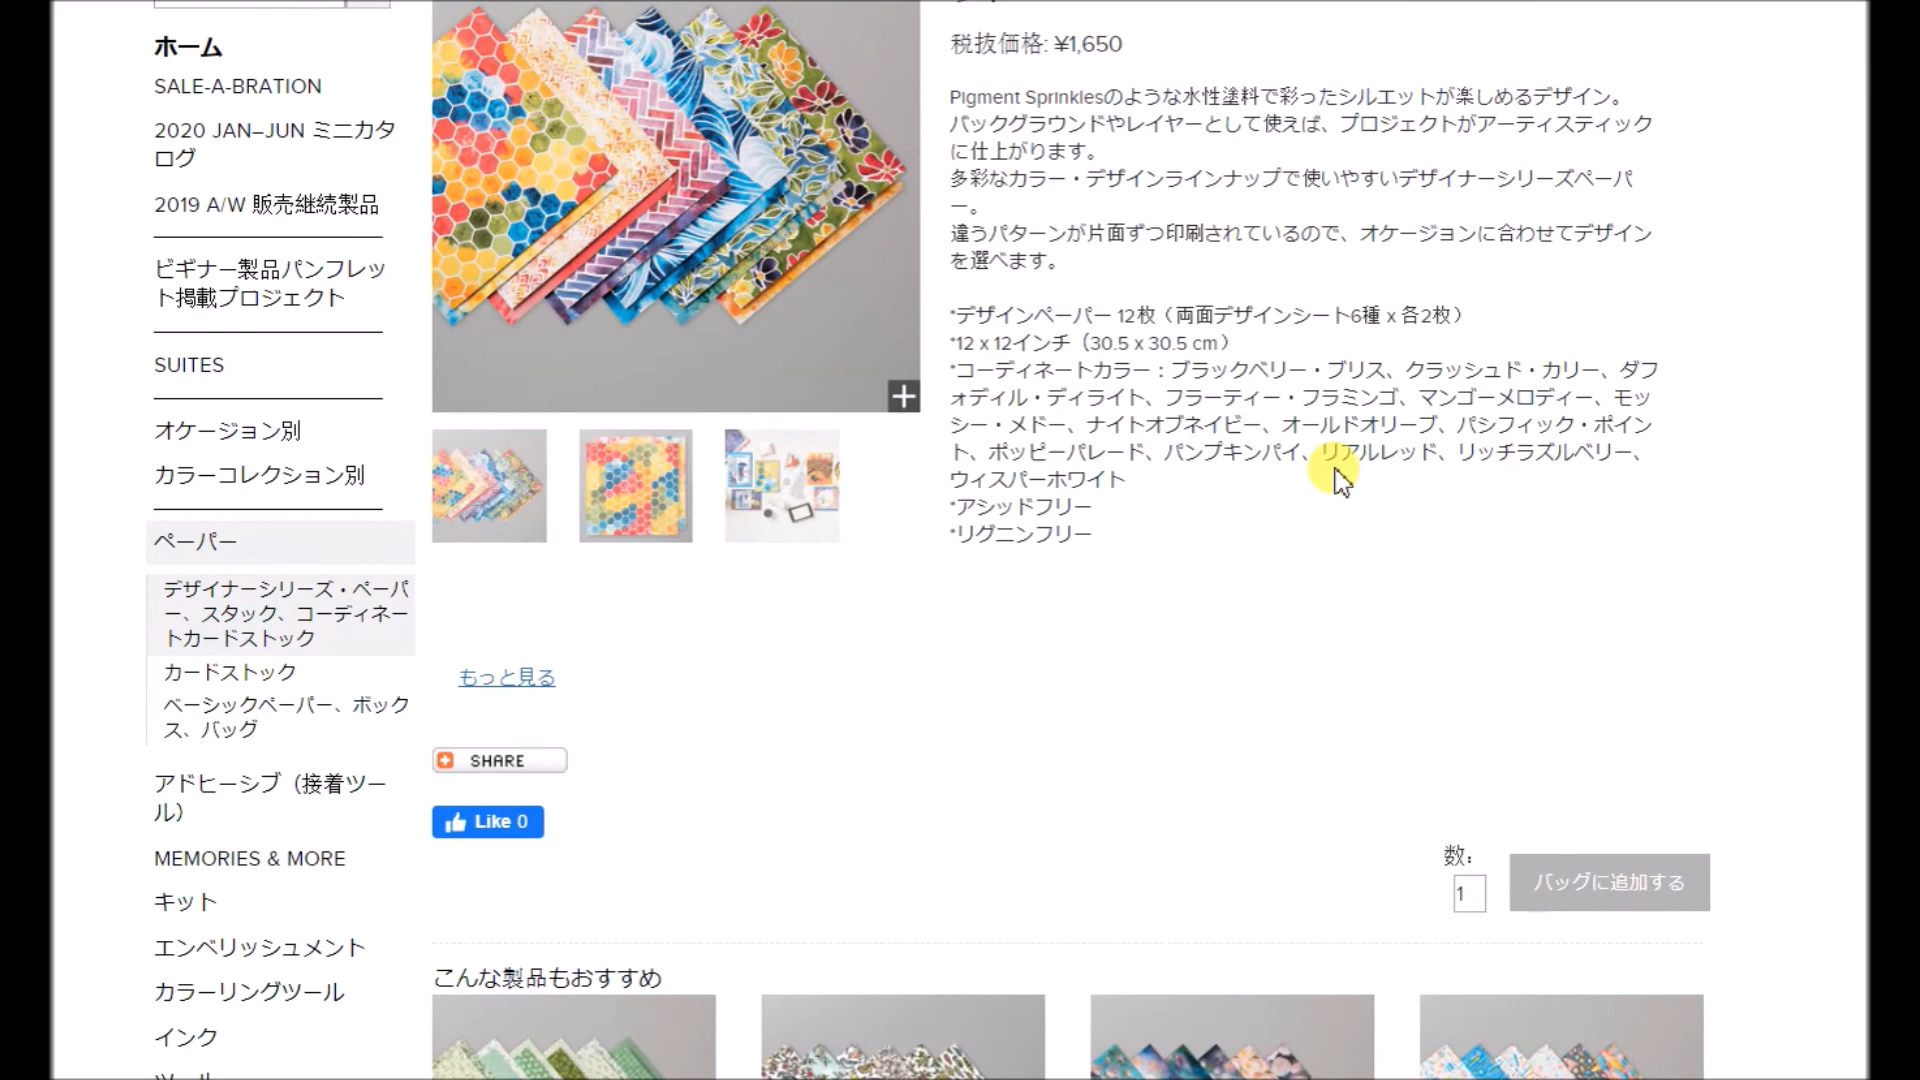 ホーム
SALE-A-BRATION
2020 JAN–JUN ミニカタ
ログ
2019 A/W 販売継続製品
ビギナー製品パンフレッ
ト掲載プロジェクト
SUITES
オケージョン別
カラーコレクション別
ペーパー
デザイナーシリーズ・ペーパ
ー、スタック、コーディネー
トカードストック
カードストック
ベーシックペーパー、ボック
ス、バッグ
アドヒーシブ（接着ツー
ル）
MEMORIES & MORE
キット
エンベリッシュメント
カラーリングツール
インク
税抜価格: ¥1,650
Pigment Sprinklesのような水性塗料で彩ったシルエットが楽しめるデザイン。
バックグラウンドやレイヤーとして使えば、プロジェクトがアーティスティック
に仕上がります。
多彩なカラー・デザインラインナップで使いやすいデザイナーシリーズペーパ
ー。
違うパターンが片面ずつ印刷されているので、オケージョンに合わせてデザイン
を選べます。
*デザインペーパー 12枚（両面デザインシート6種 x 各2枚）
*12 x 12インチ（30.5 x 30.5 cm）
*コーディネートカラー：ブラックベリー・ブリス、クラッシュド・カリー、ダフ
ォディル・ディライト、フラーティー・フラミンゴ、マンゴーメロディー、モッ
シー・メドー、ナイトオブネイビー、オールドオリーブ、パシフィック・ポイン
ト、ポッピーパレード、パンプキンパイ、リアルレッド、リッチラズルベリー、
ウィスパーホワイト
*アシッドフリー
*リグニンフリー
もっと見る
SHARE
Like 0
数:
1
バッグに追加する
こんな製品もおすすめ